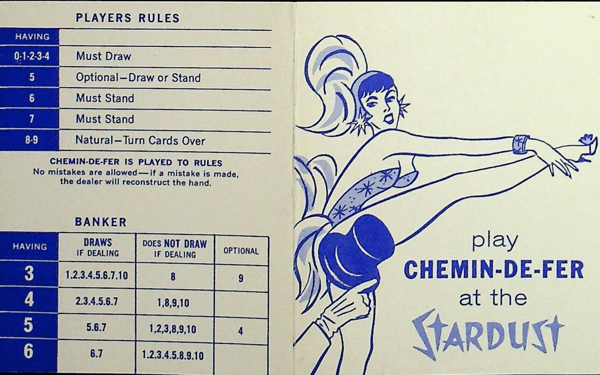 PLAYERS RULES
HAVING
0-1-2-3-4 Must Draw
5 Optional—Draw or Stand
6 Must Stand
7 Must Stand
8-9 Natural—Turn Cards Over
CHEMIN-DE-FER IS PLAYED TO RULES
No mistakes are allowed—if a mistake is made,
the dealer will reconstruct the hand.
BANKER
HAVING DRAWS IF DEALING DOES NOT DRAW IF DEALING OPTIONAL
3 1.2.3.4.5.6.7.10 8 9
4 2.3.4.5.6.7 1,8,9,10
5 5.6.7 1,2,3,8,9,10 4
6 6.7 1.2.3.4.5.8.9.10
play
CHEMIN-DE-FER
at the
STARDUST